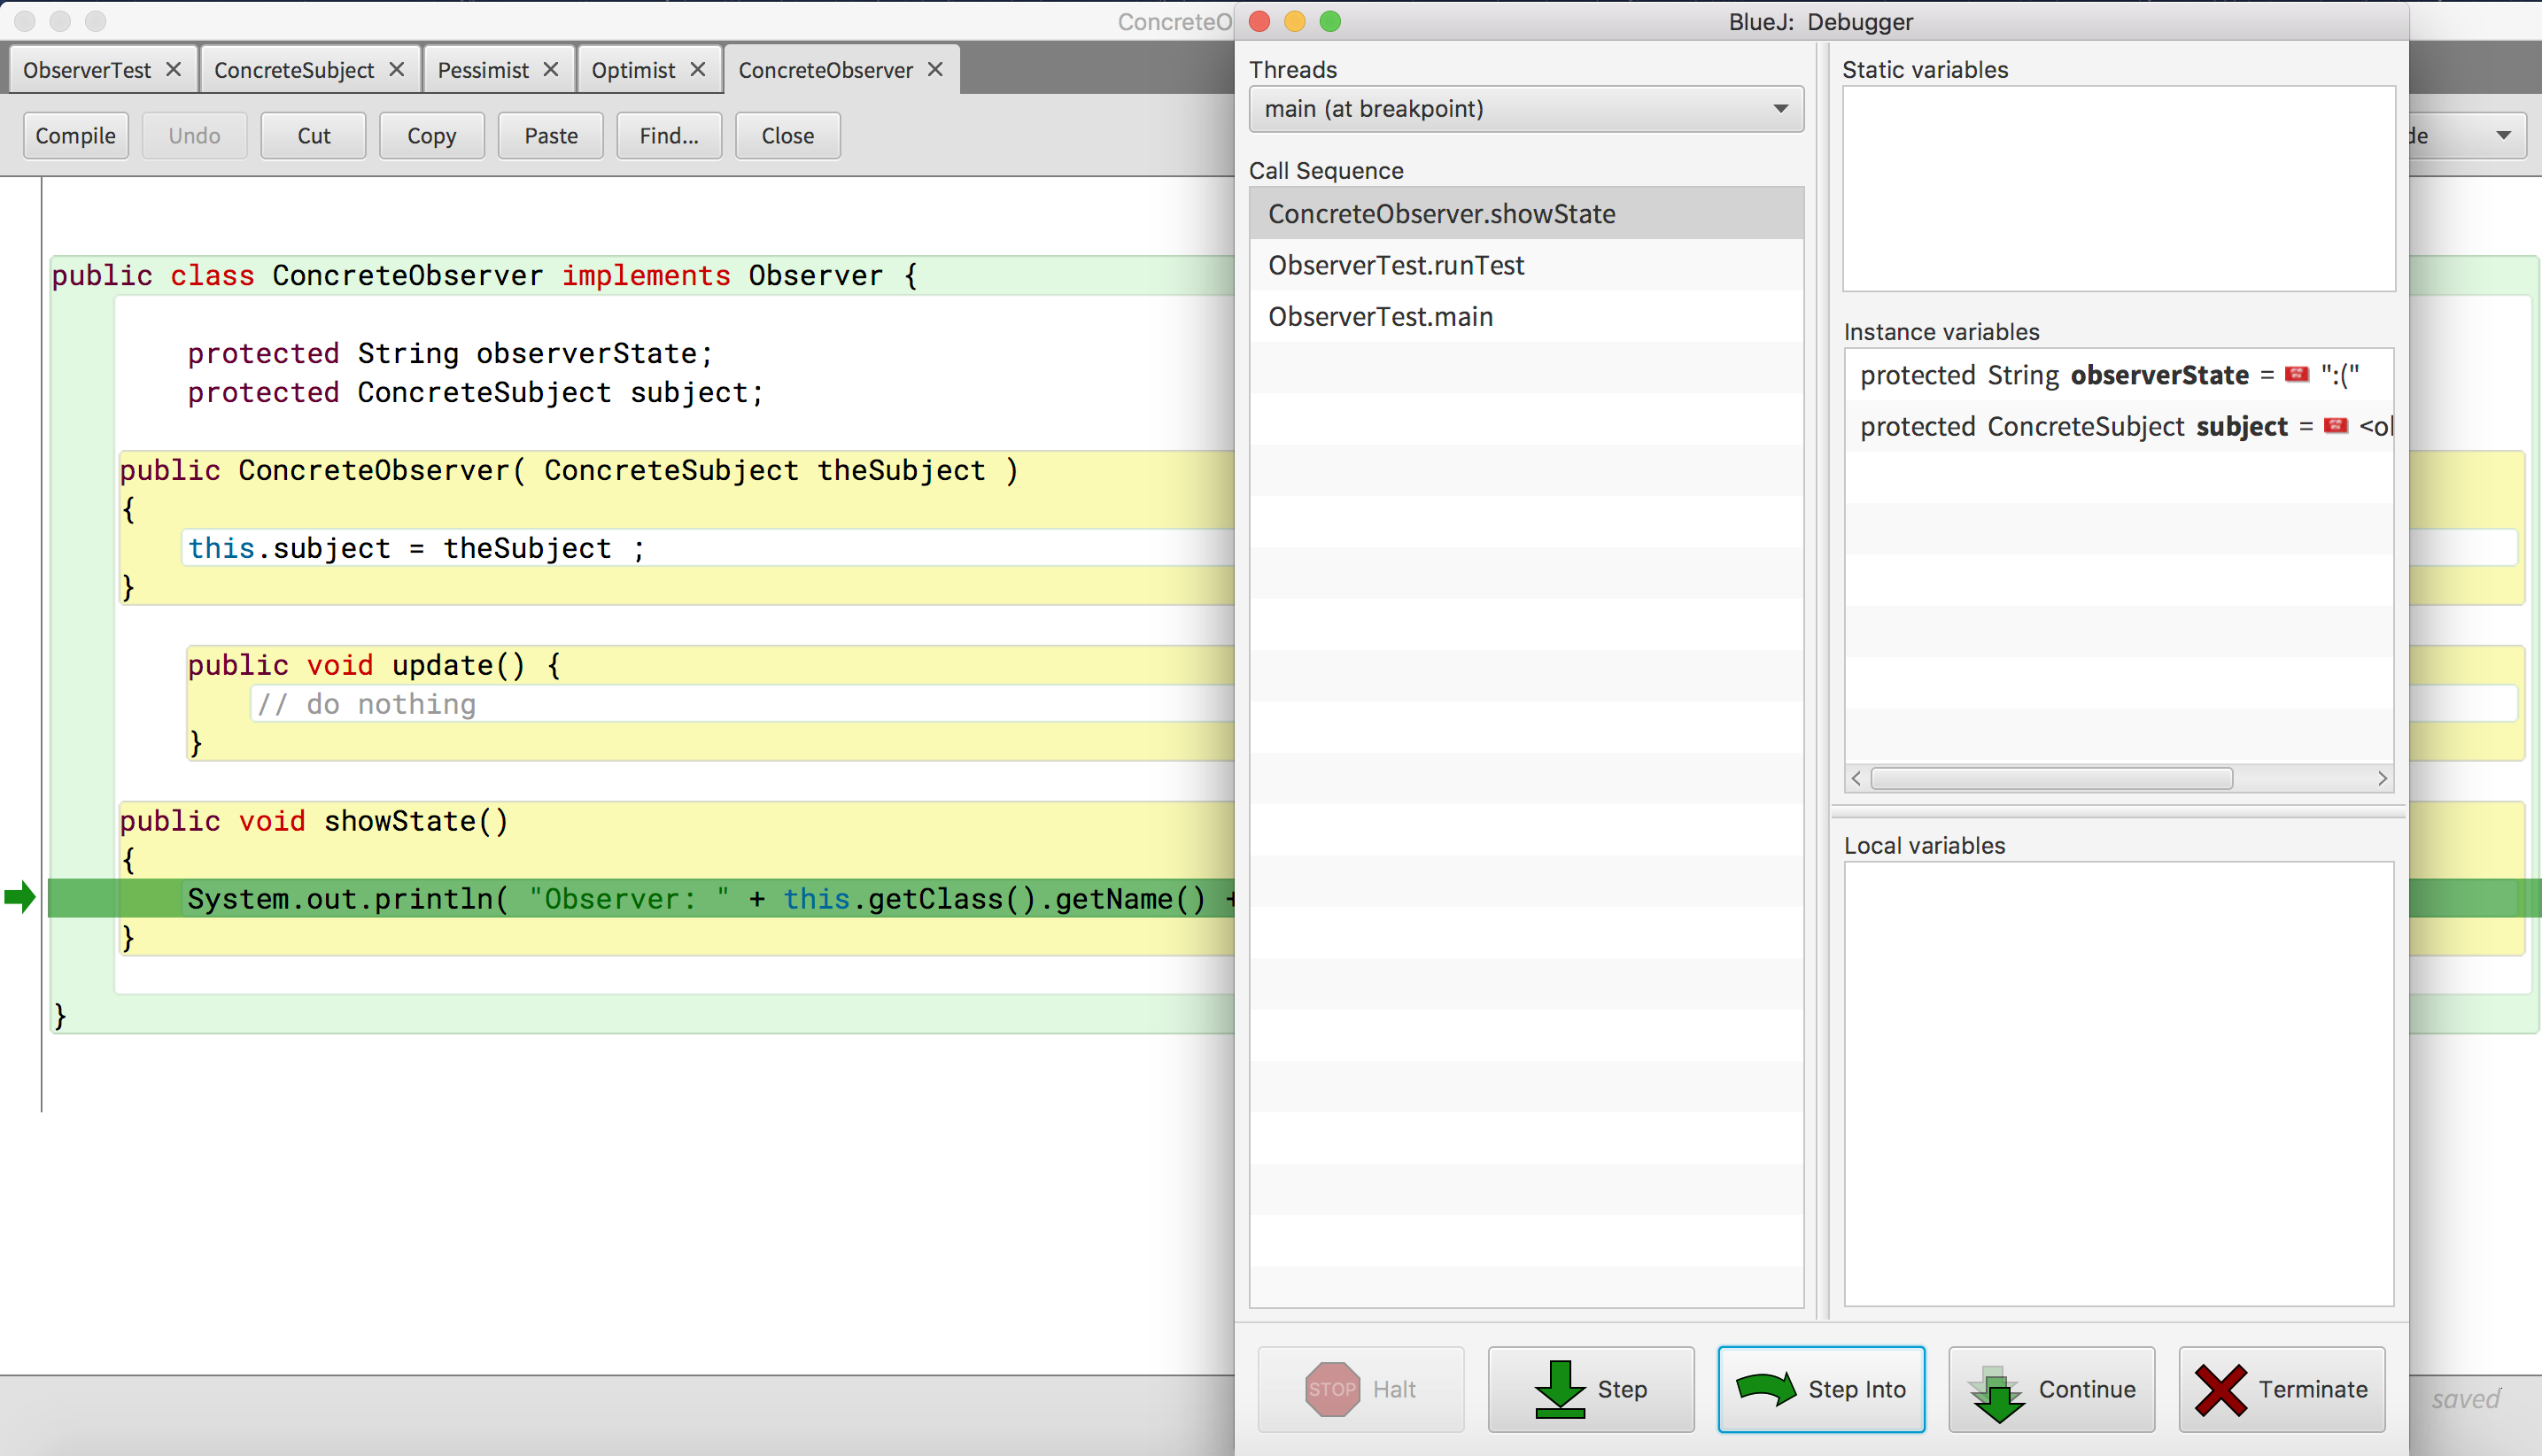 ConcreteO
ObserverTest
ConcreteSubject
Pessimist
Optimist
ConcreteObserver
Compile
Undo
Cut
Copy
Paste
Find...
Close
public class ConcreteObserver implements Observer {
protected String observerState;
protected ConcreteSubject subject;
public ConcreteObserver( ConcreteSubject theSubject )
{
this.subject = theSubject ;
}
public void update() {
// do nothing
}
public void showState()
{
System.out.println( "Observer: " + this.getClass().getName() +
}
}
BlueJ: Debugger
Threads
main (at breakpoint)
Call Sequence
ConcreteObserver.showState
ObserverTest.runTest
ObserverTest.main
Static variables
Instance variables
protected String observerState = ":("
protected ConcreteSubject subject = <ol
Local variables
STOP Halt
Step
Step Into
Continue
Terminate
de
saved